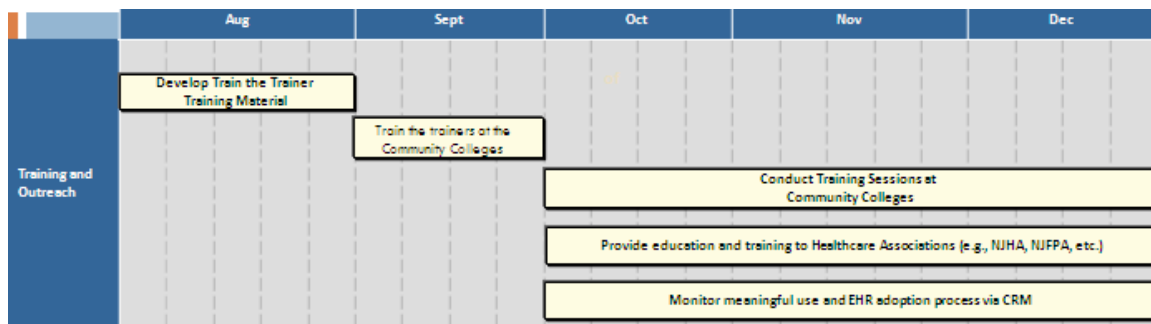 Aug Sept Oct Nov Dec
Develop Train the Trainer
Training Material
Train the trainers at the
Community Colleges
Training and
Outreach
Conduct Training Sessions at
Community Colleges
Provide education and training to Healthcare Associations (e.g., NJHA, NJFPA, etc.)
Monitor meaningful use and EHR adoption process via CRM